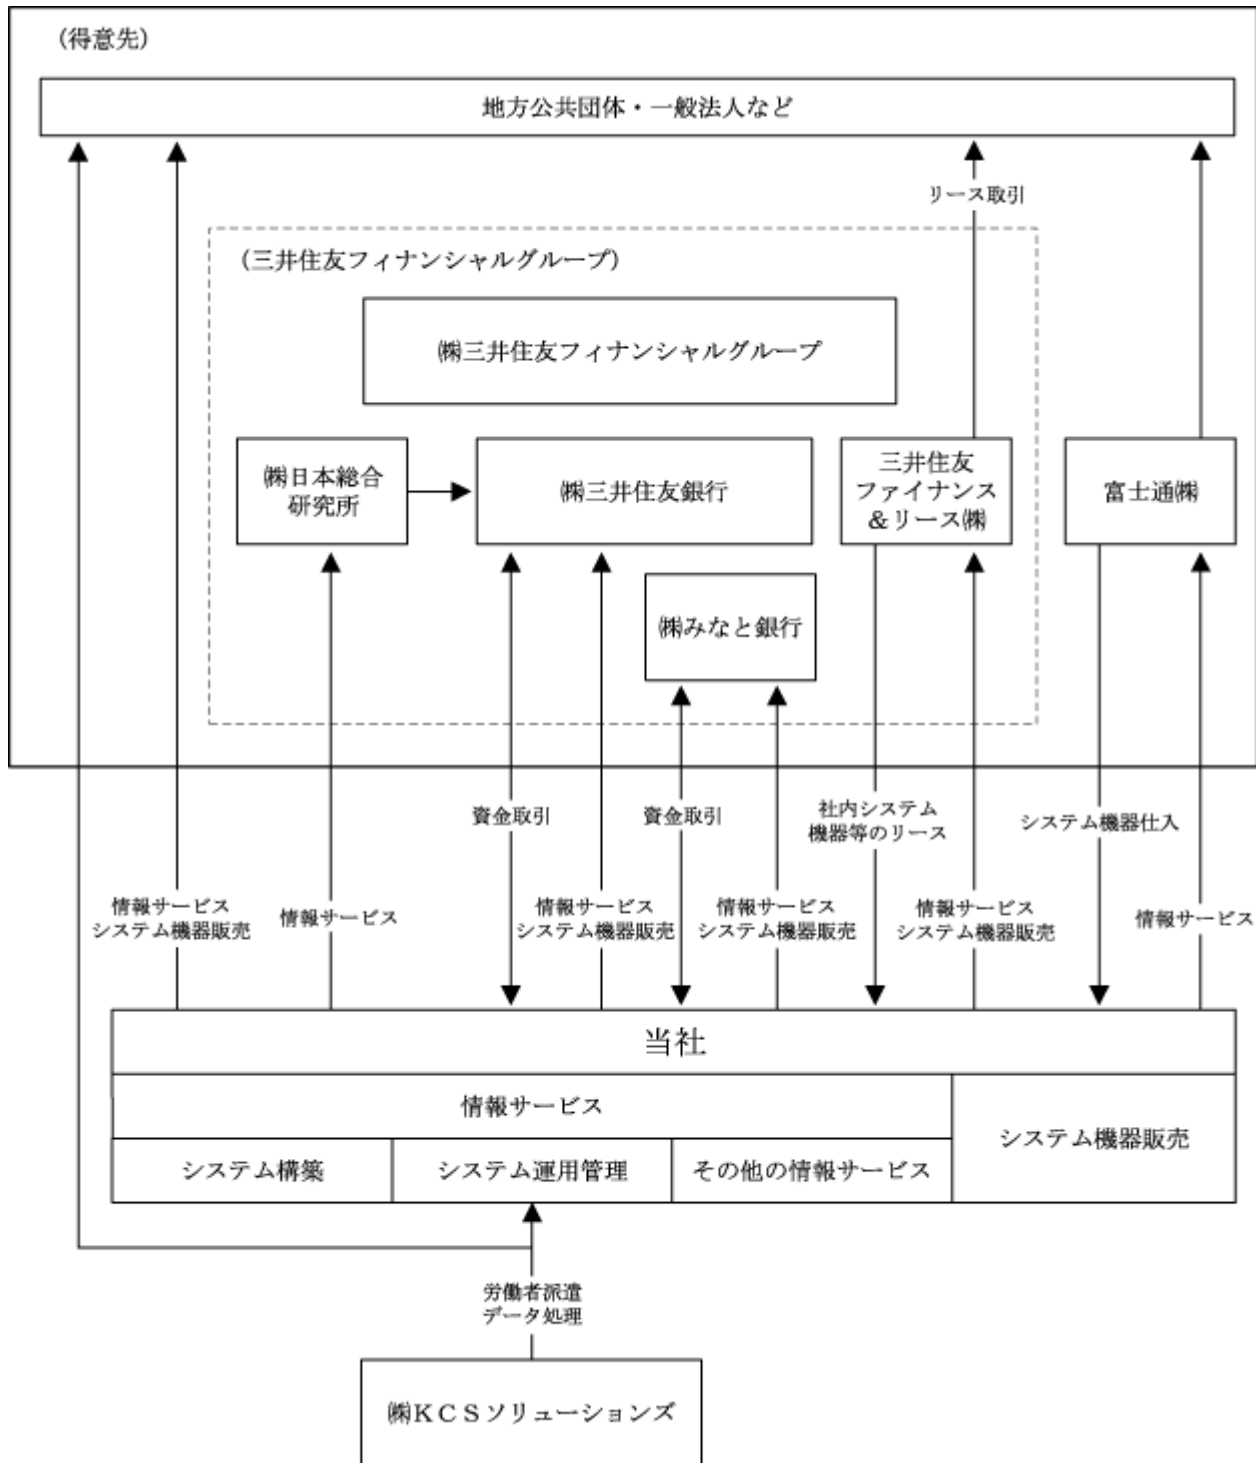 （得意先）
地方公共団体・一般法人など
リース取引
（三井住友フィナンシャルグループ）
㈱三井住友フィナンシャルグループ
㈱日本総合
研究所
㈱三井住友銀行
三井住友
ファイナンス
＆リース㈱
富士通㈱
㈱みなと銀行
資金取引
資金取引
社内システム
機器等のリース
システム機器仕入
情報サービス
システム機器販売
情報サービス
情報サービス
システム機器販売
情報サービス
システム機器販売
情報サービス
システム機器販売
情報サービス
当社
情報サービス
システム機器販売
システム構築
システム運用管理
その他の情報サービス
労働者派遣
データ処理
㈱ＫＣＳソリューションズ